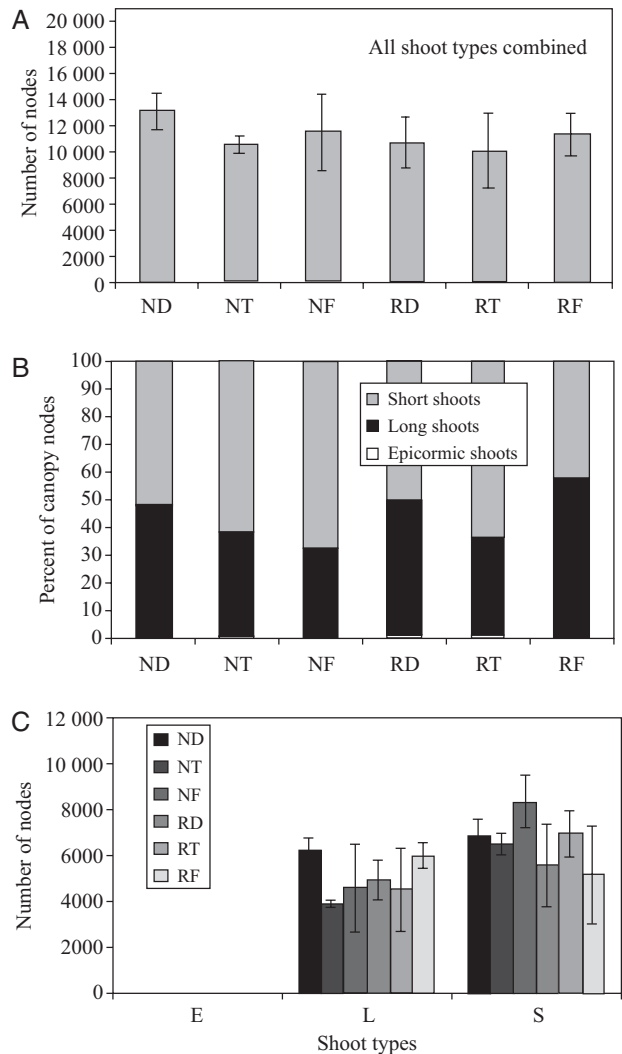 A
20 000
18 000
16 000
14 000
12 000
10 000
8000
6000
4000
2000
0
Number of nodes
All shoot types combined
ND NT NF RD RT RF
B
100
90
80
70
60
50
40
30
20
10
0
Percent of canopy nodes
Short shoots
Long shoots
Epicormic shoots
ND NT NF RD RT RF
C
12 000
10 000
8000
6000
4000
2000
0
Number of nodes
ND
NT
NF
RD
RT
RF
E L S
Shoot types